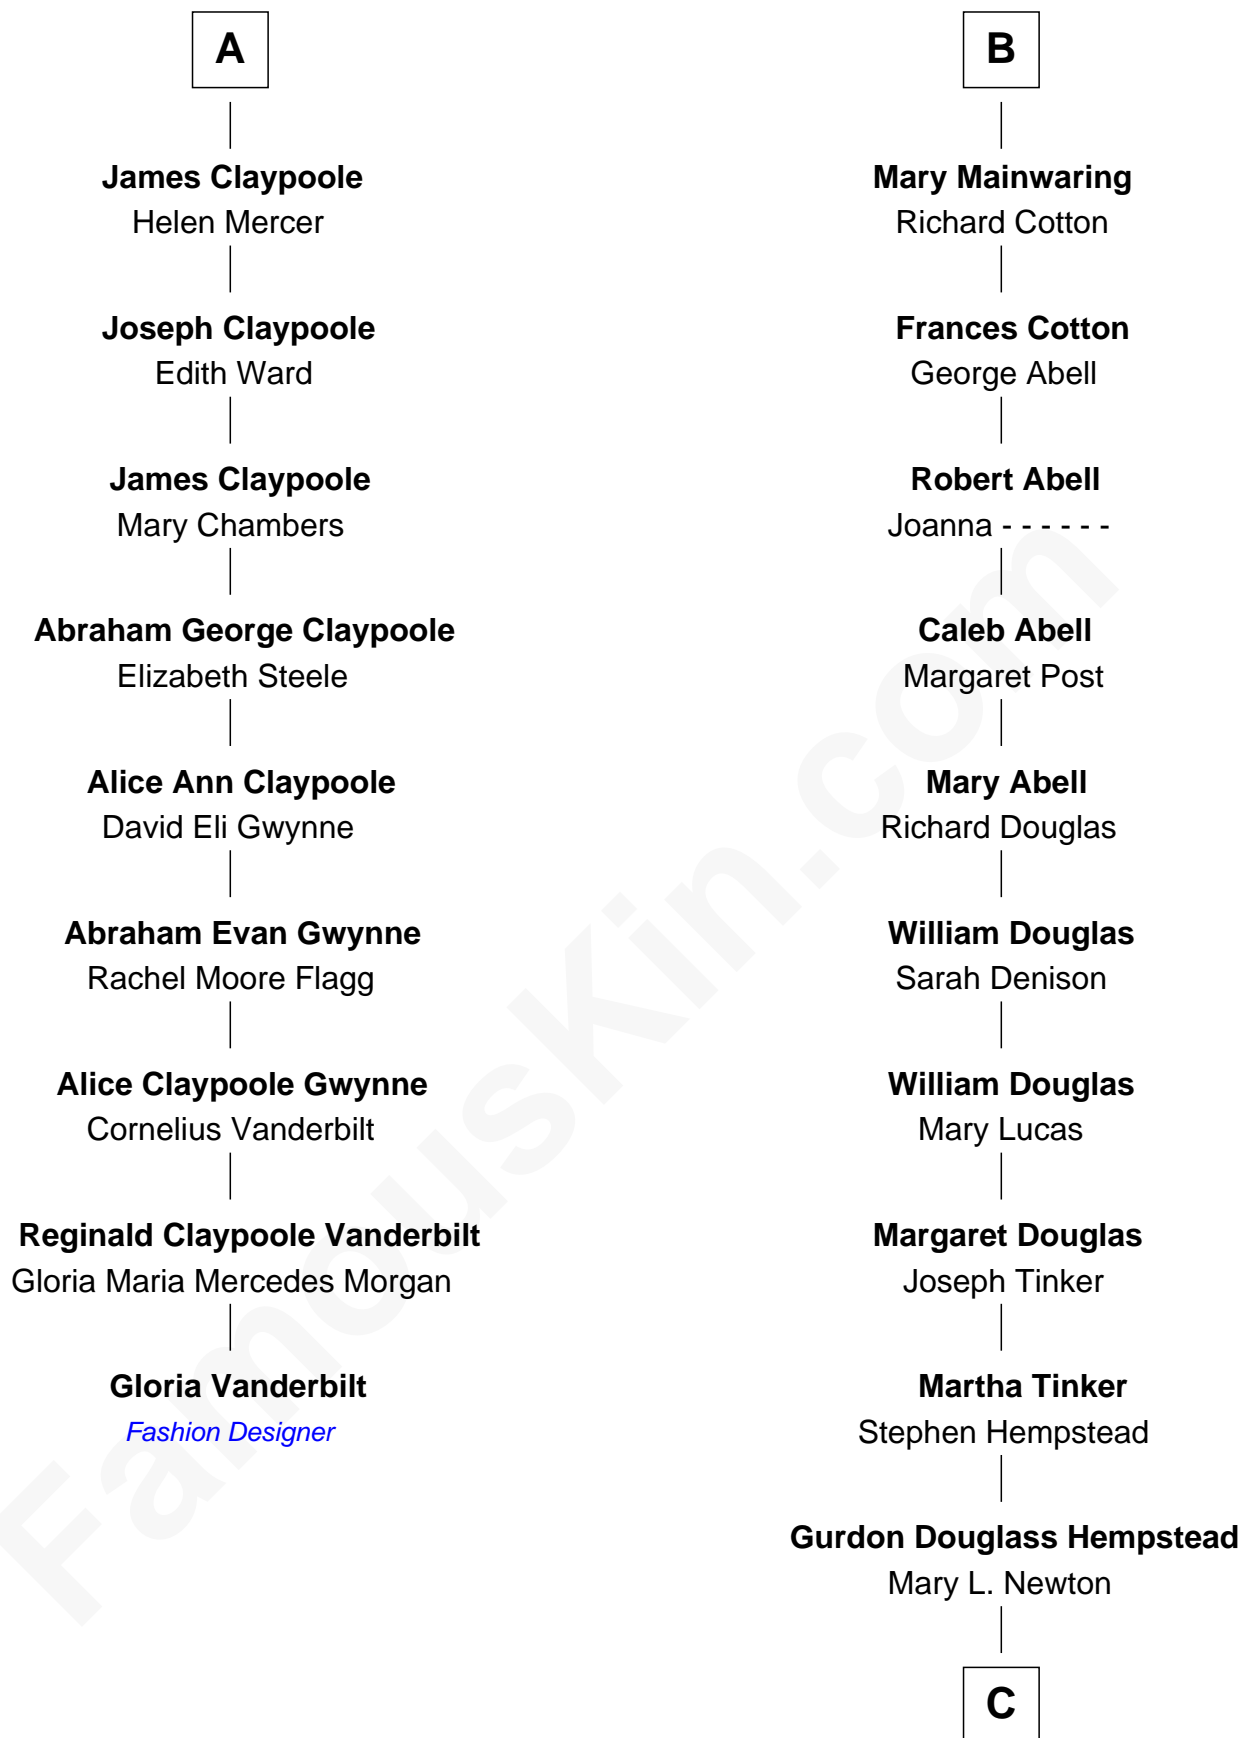 A
James Claypoole
Helen Mercer
Joseph Claypoole
Edith Ward
James Claypoole
Mary Chambers
Abraham George Claypoole
Elizabeth Steele
Alice Ann Claypoole
David Eli Gwynne
Abraham Evan Gwynne
Rachel Moore Flagg
Alice Claypoole Gwynne
Cornelius Vanderbilt
Reginald Claypoole Vanderbilt
Gloria Maria Mercedes Morgan
Gloria Vanderbilt
Fashion Designer
B
Mary Mainwaring
Richard Cotton
Frances Cotton
George Abell
Robert Abell
Joanna - - - - - -
Caleb Abell
Margaret Post
Mary Abell
Richard Douglas
William Douglas
Sarah Denison
William Douglas
Mary Lucas
Margaret Douglas
Joseph Tinker
Martha Tinker
Stephen Hempstead
Gurdon Douglass Hempstead
Mary L. Newton
C
FamousKin.com